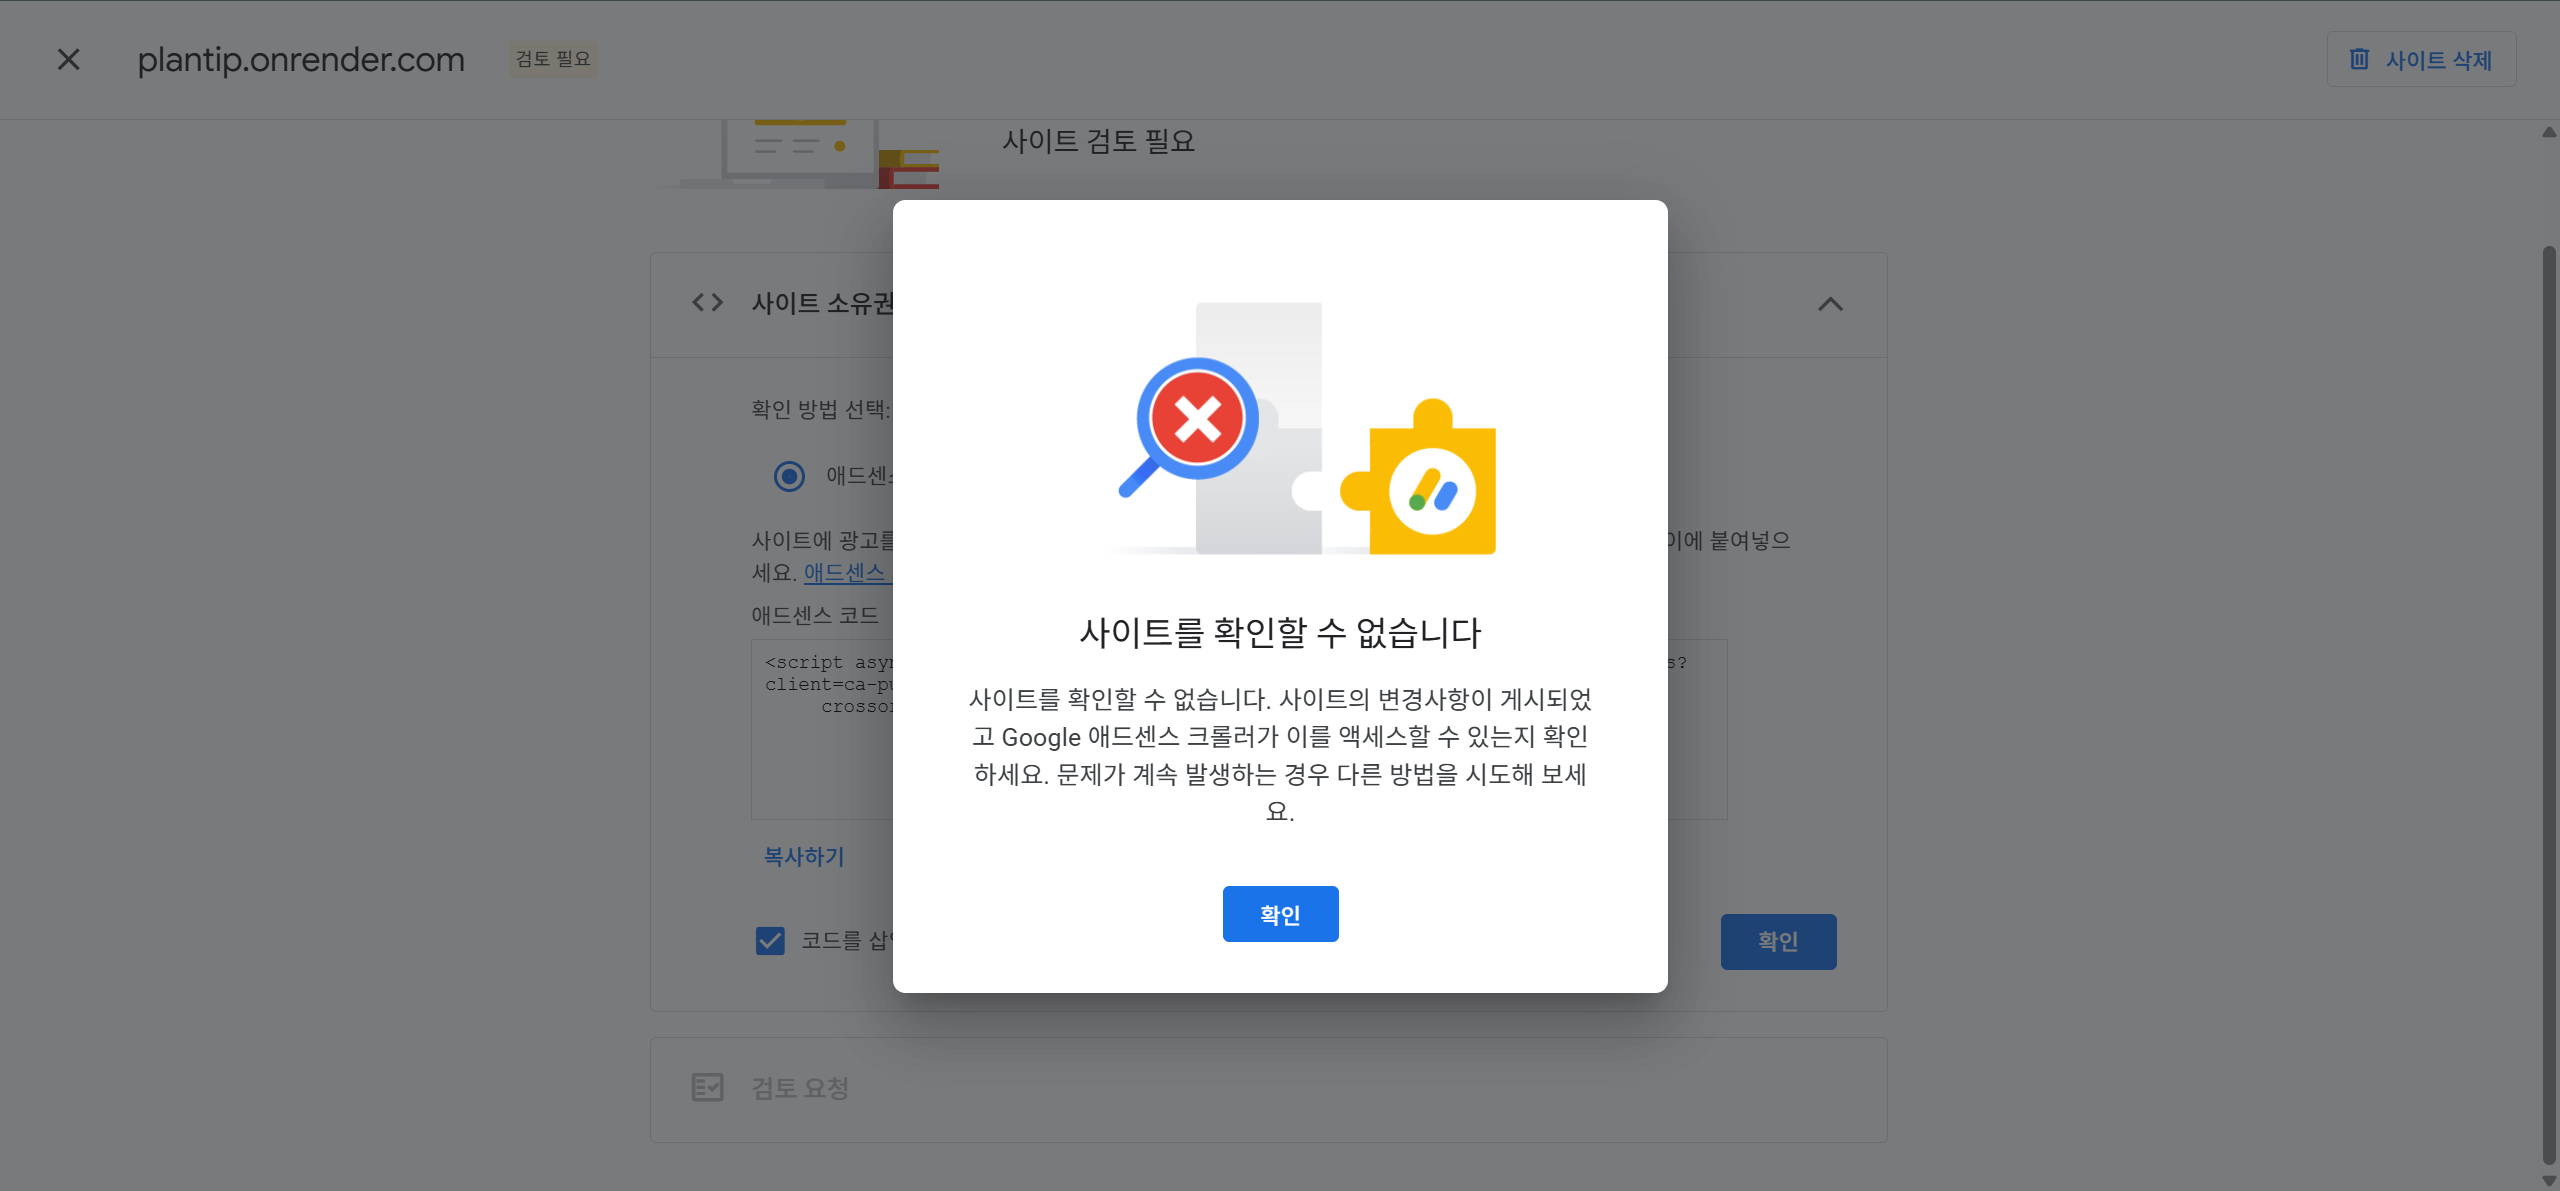 plantip.onrender.com
검토 필요
사이트 삭제
사이트 검토 필요
사이트 소유권
확인 방법 선택:
애드센스
사이트에 광고를
이에 붙여넣으
세요. 애드센스
애드센스 코드
<script
s?
client=ca-pu
복사하기
코드를
확인
검토 요청
사이트를 확인할 수 없습니다
사이트를 확인할 수 없습니다. 사이트의 변경사항이 게시되었
고 Google 애드센스 크롤러가 이를 액세스할 수 있는지 확인
하세요. 문제가 계속 발생하는 경우 다른 방법을 시도해 보세
요.
확인